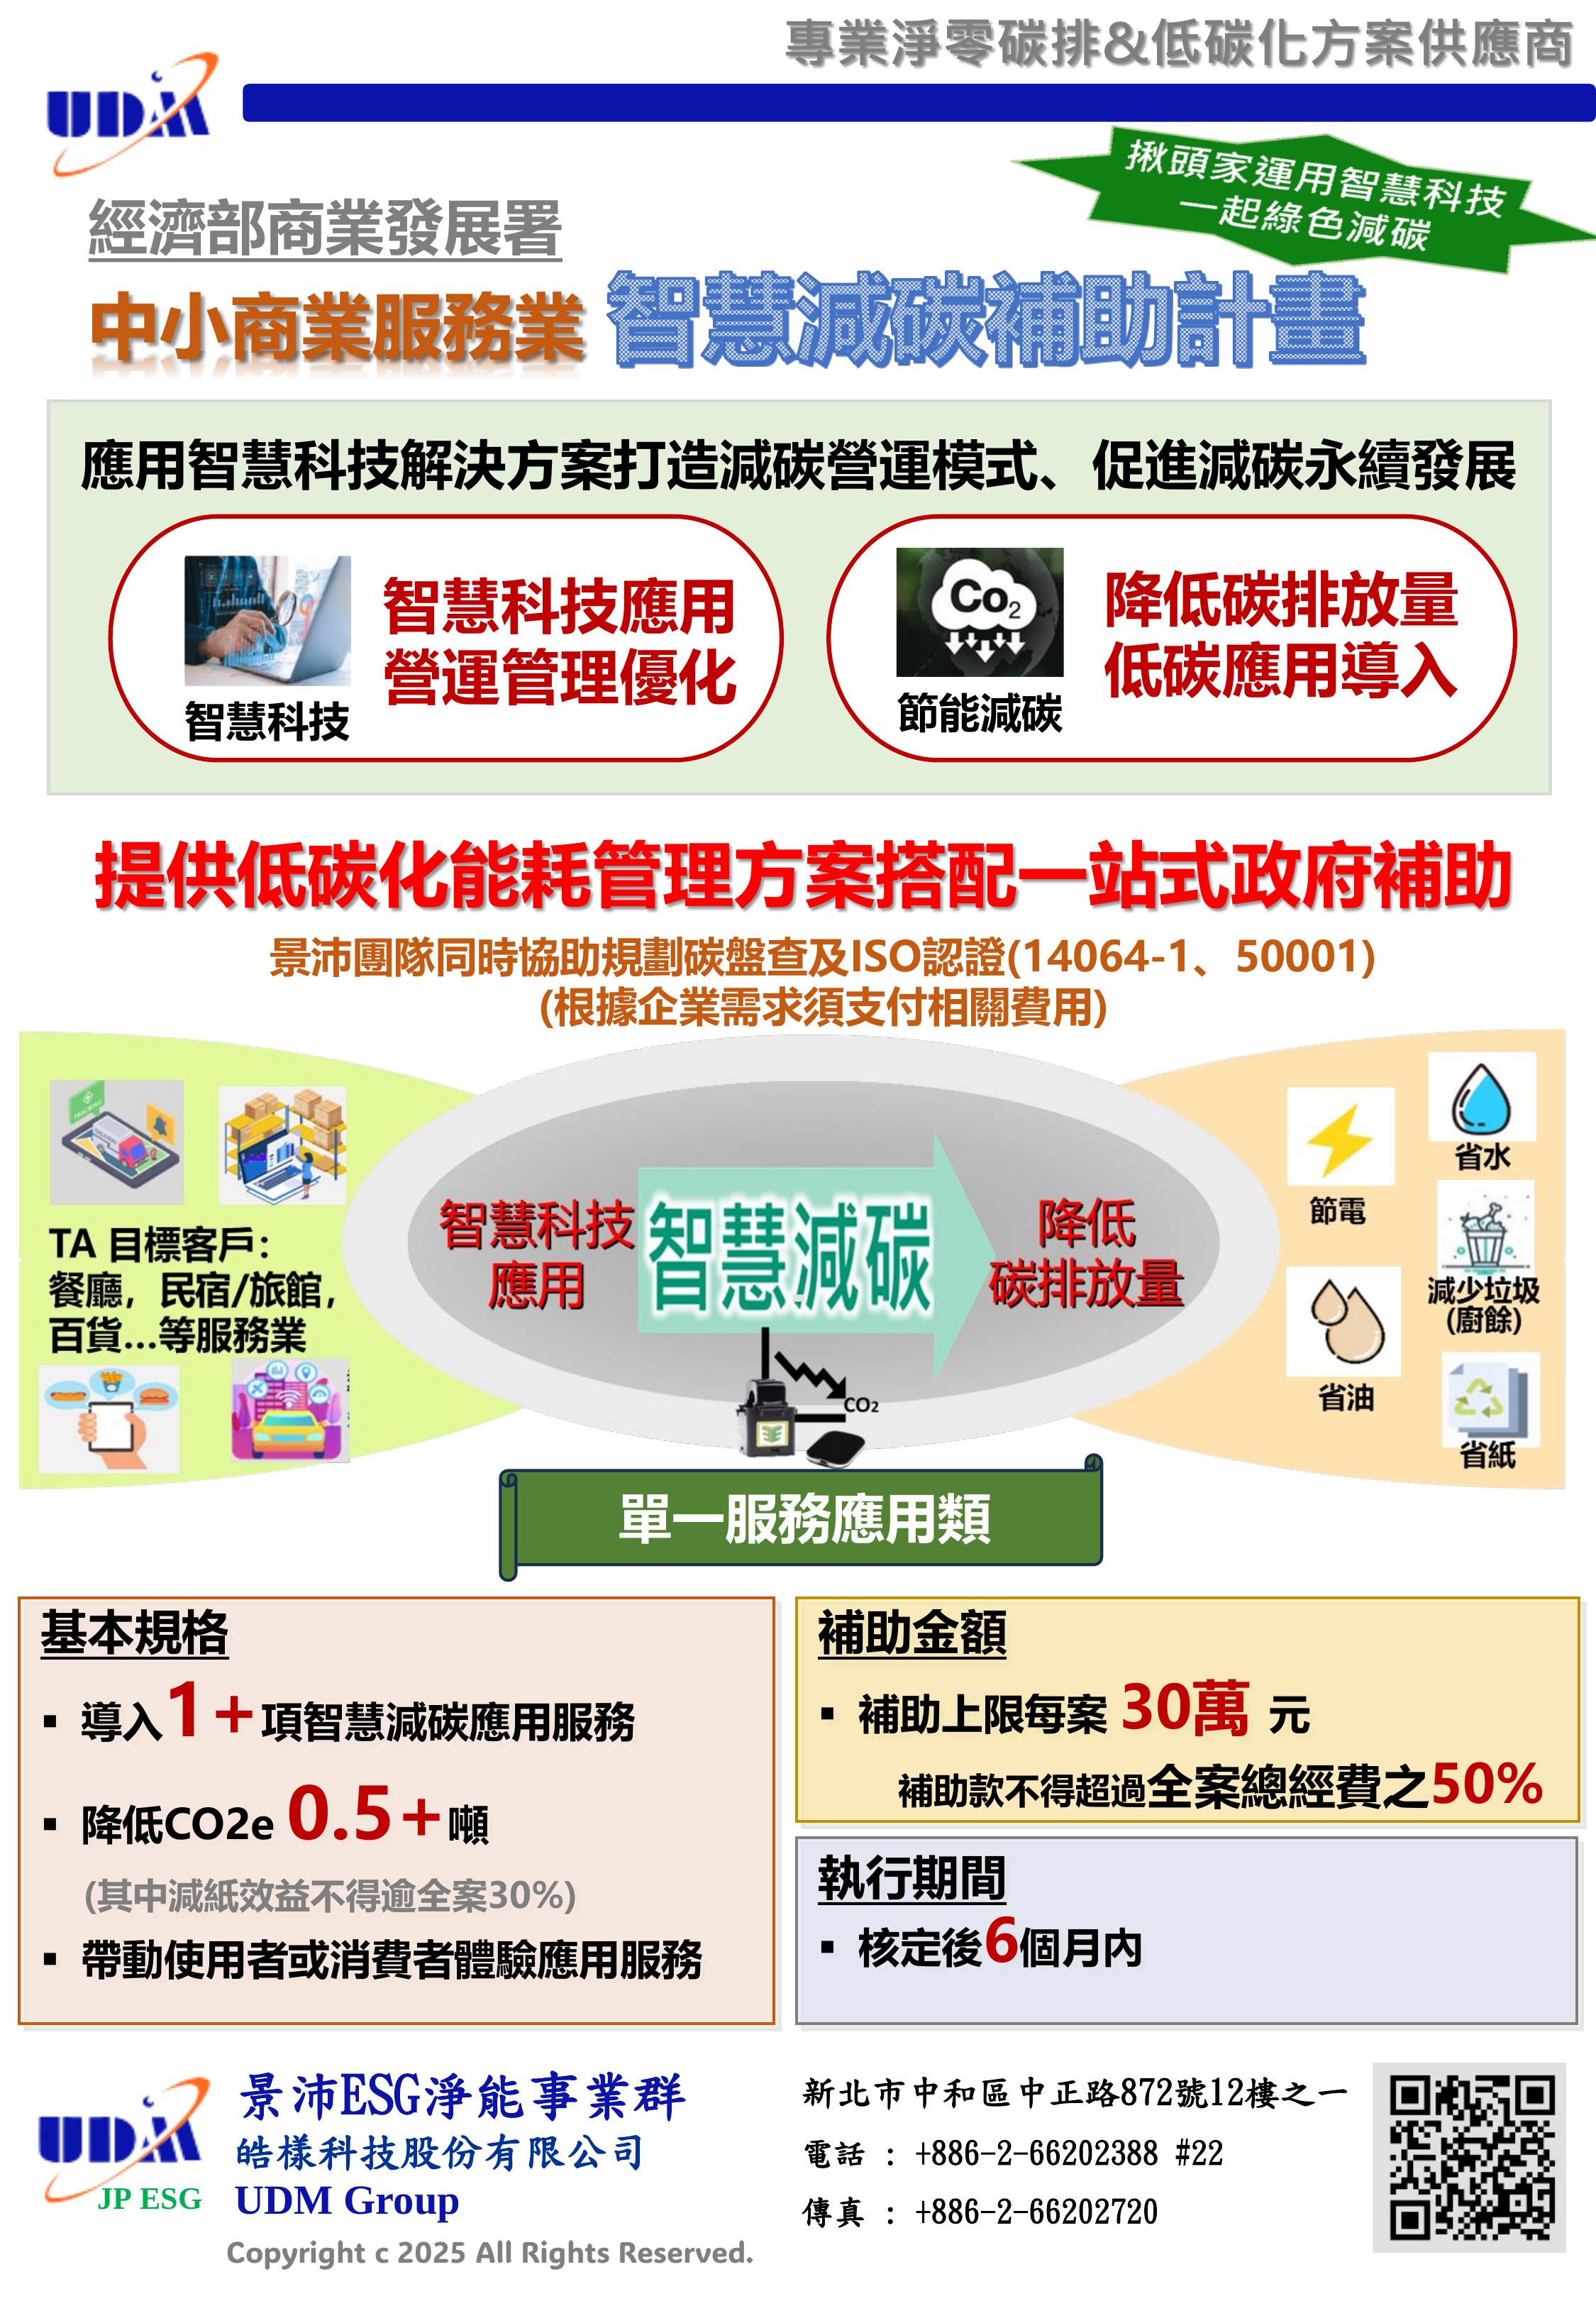 專業淨零碳排&低碳化方案供應商
UDM
揪頭家運用智慧科技
一起綠色減碳
經濟部商業發展署
中小商業服務業 智慧減碳補助計畫
應用智慧科技解決方案打造減碳營運模式、促進減碳永續發展
智慧科技應用
營運管理優化
智慧科技
Co₂
降低碳排放量
低碳應用導入
節能減碳
提供低碳化能耗管理方案搭配一站式政府補助
景沛團隊同時協助規劃碳盤查及ISO認證(14064-1、50001)
(根據企業需求須支付相關費用)
TRACKING
TA 目標客戶：
餐廳，民宿/旅館，
百貨…等服務業
智慧科技
應用
智慧減碳
降低
碳排放量
CO₂
節電
省水
減少垃圾
(廚餘)
省油
省紙
單一服務應用類
基本規格
▪ 導入1+項智慧減碳應用服務
▪ 降低CO2e 0.5+噸
(其中減紙效益不得逾全案30%)
▪ 帶動使用者或消費者體驗應用服務
補助金額
▪ 補助上限每案 30萬 元
補助款不得超過全案總經費之50%
執行期間
▪ 核定後6個月內
UDM
JP ESG
景沛ESG淨能事業群
皓樣科技股份有限公司
UDM Group
Copyright c 2025 All Rights Reserved.
新北市中和區中正路872號12樓之一
電話 : +886-2-66202388 #22
傳真 : +886-2-66202720